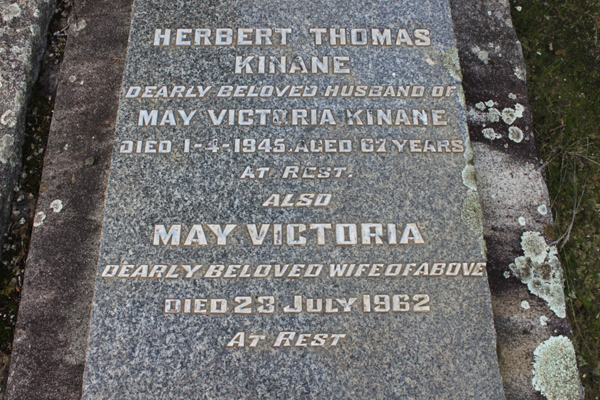 HERBERT THOMAS
KINANE
DEARLY BELOVED HUSBAND OF
MAY VICTORIA KINANE
DIED 1-4-1945. AGED 67 YEARS
AT REST.
ALSO
MAY VICTORIA
DEARLY BELOVED WIFE OF ABOVE
DIED 23 JULY 1962
AT REST